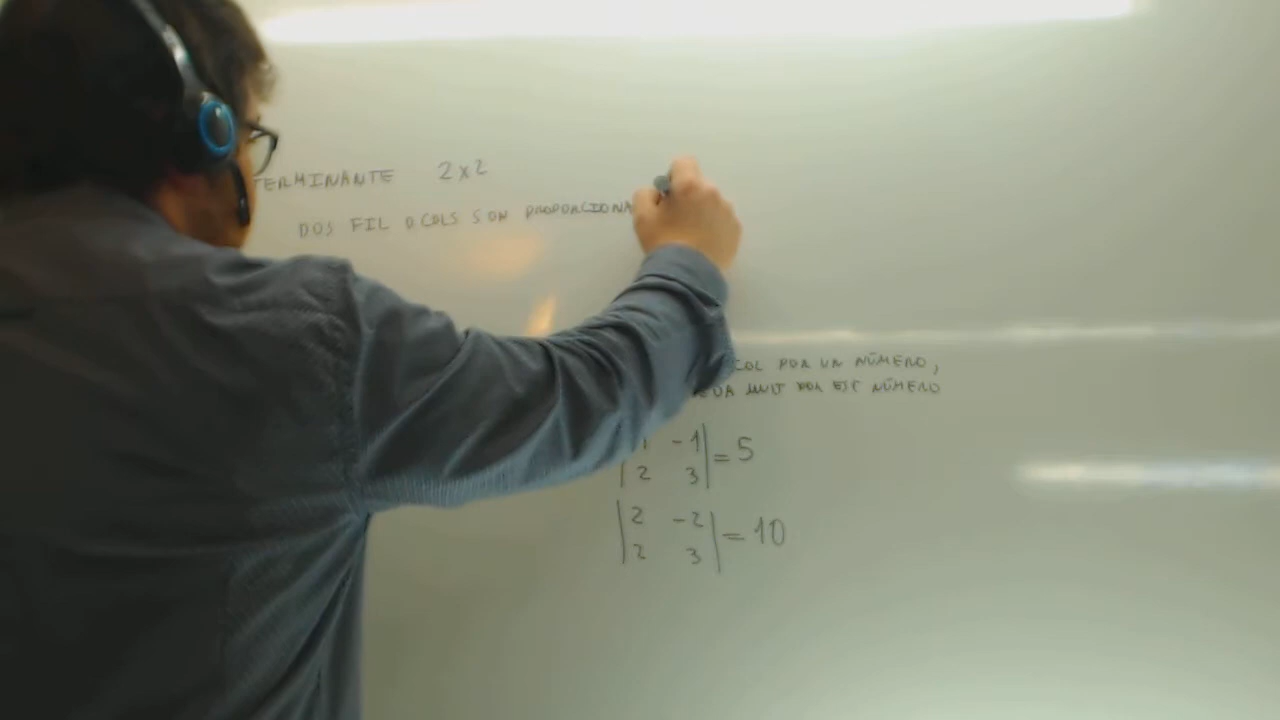 TERMINANTE 2x2
DOS FIL O COLS SON PROPORCIONA
COL POR UN NÚMERO,
MULT POR ESE NÚMERO
1 -1
2 3
= 5
2 -2
2 3
= 10